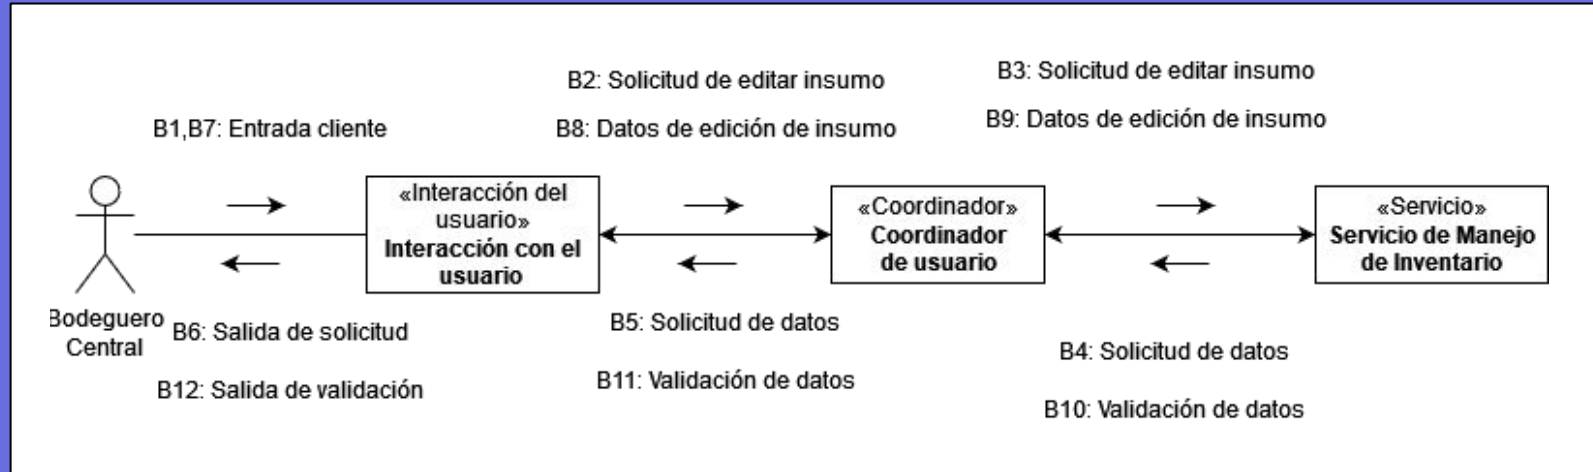 B2: Solicitud de editar insumo
B3: Solicitud de editar insumo
B1,B7: Entrada cliente
B8: Datos de edición de insumo
B9: Datos de edición de insumo
«Interacción del
usuario»
Interacción con el
usuario
«Coordinador»
Coordinador
de usuario
«Servicio»
Servicio de Manejo
de Inventario
Bodeguero
Central
B6: Salida de solicitud
B12: Salida de validación
B5: Solicitud de datos
B11: Validación de datos
B4: Solicitud de datos
B10: Validación de datos